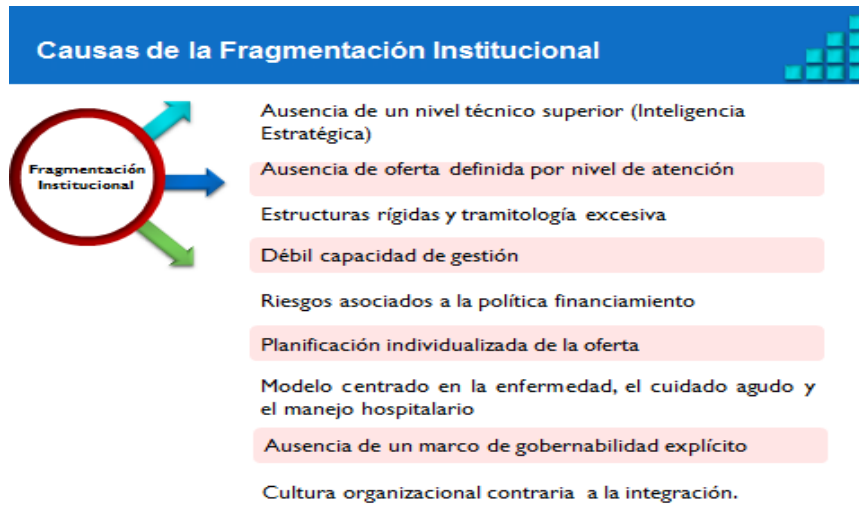 Causas de la Fragmentación Institucional
Fragmentación
Institucional
Ausencia de un nivel técnico superior (Inteligencia
Estratégica)
Ausencia de oferta definida por nivel de atención
Estructuras rígidas y tramitología excesiva
Débil capacidad de gestión
Riesgos asociados a la política financiamiento
Planificación individualizada de la oferta
Modelo centrado en la enfermedad, el cuidado agudo y
el manejo hospitalario
Ausencia de un marco de gobernabilidad explícito
Cultura organizacional contraria a la integración.